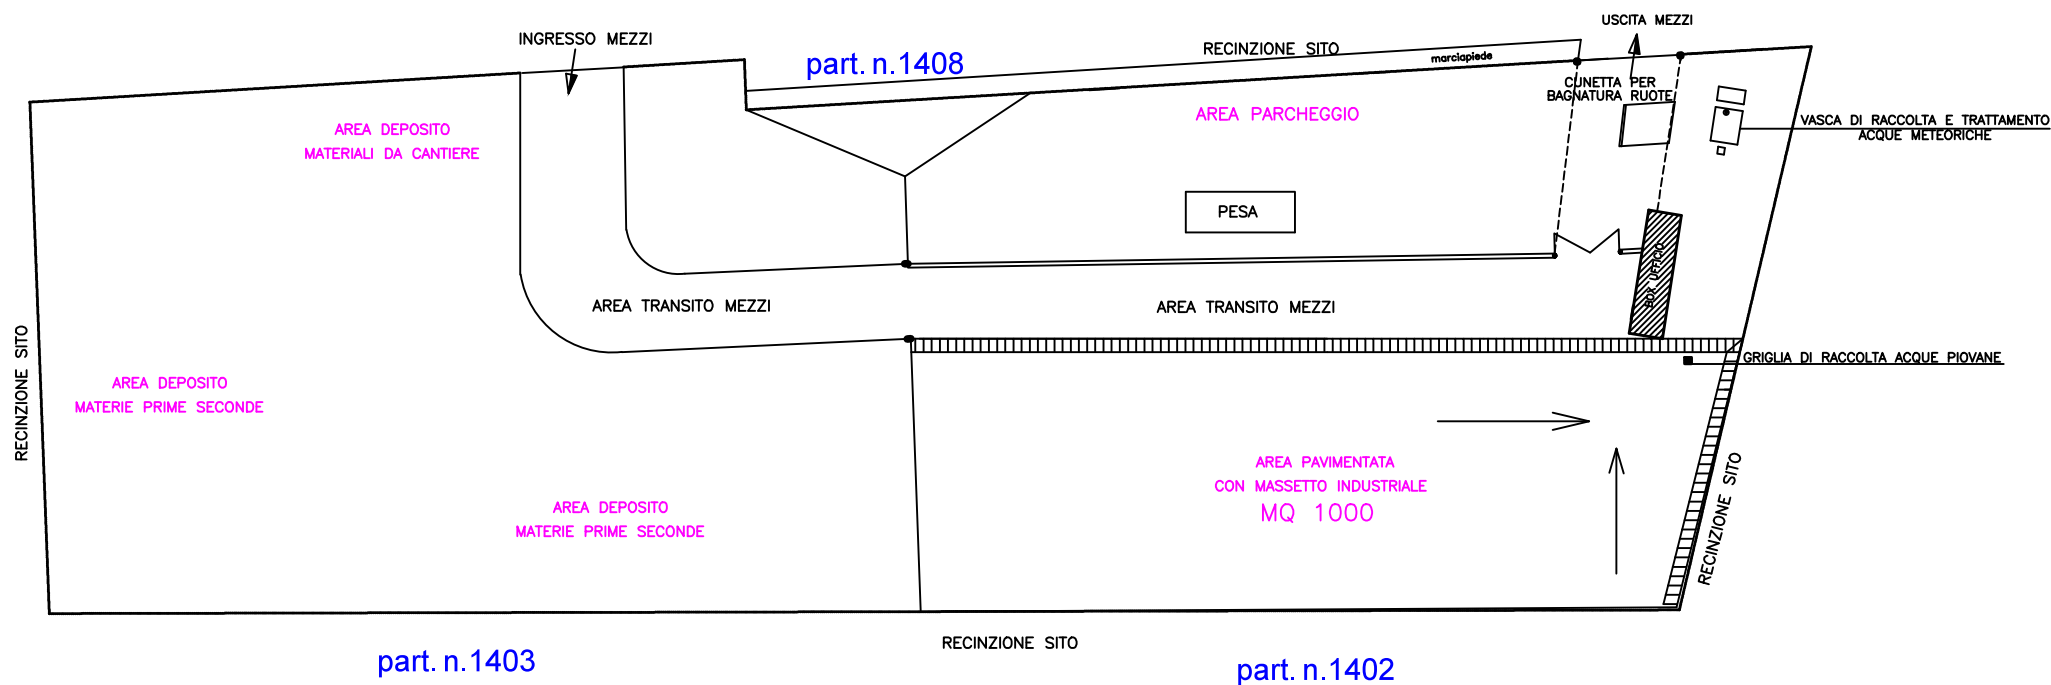 USCITA MEZZI
INGRESSO MEZZI
RECINZIONE SITO
part. n.1408
marciapiede
CUNETTA PER
BAGNATURA RUOTE
AREA PARCHEGGIO
VASCA DI RACCOLTA E TRATTAMENTO
ACQUE METEORICHE
AREA DEPOSITO
MATERIALI DA CANTIERE
PESA
BOX UFFICIO
AREA TRANSITO MEZZI
AREA TRANSITO MEZZI
RECINZIONE SITO
GRIGLIA DI RACCOLTA ACQUE PIOVANE
AREA DEPOSITO
MATERIE PRIME SECONDE
AREA PAVIMENTATA
CON MASSETTO INDUSTRIALE
MQ 1000
RECINZIONE SITO
AREA DEPOSITO
MATERIE PRIME SECONDE
RECINZIONE SITO
part. n.1403
part. n.1402